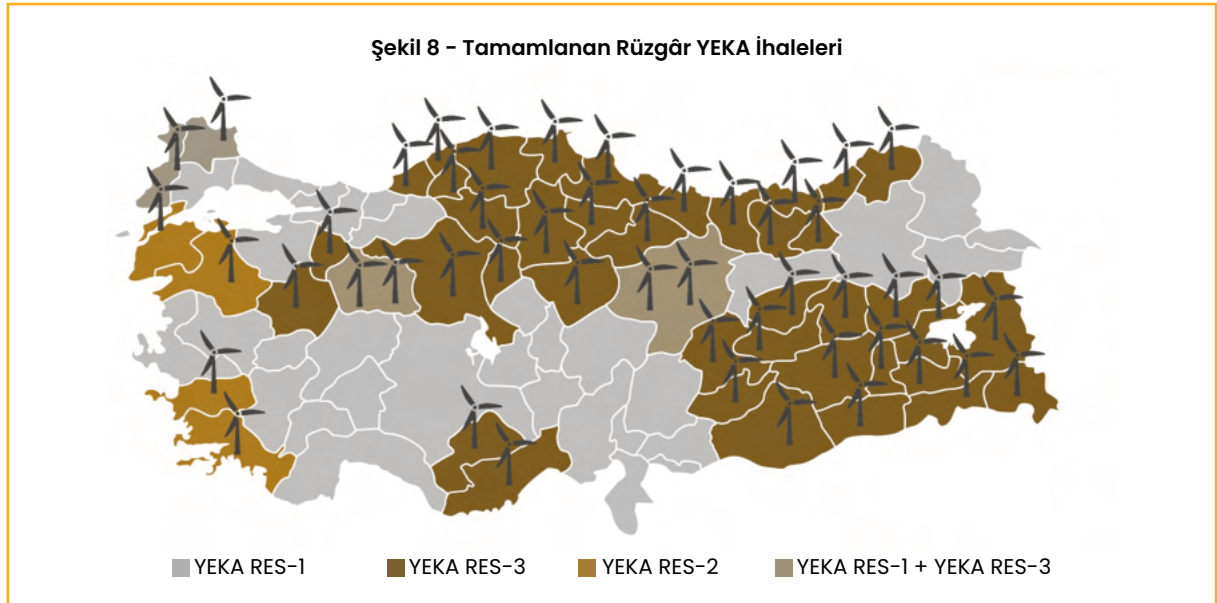 Şekil 8 - Tamamlanan Rüzgâr YEKA İhaleleri
YEKA RES-1 YEKA RES-3 YEKA RES-2 YEKA RES-1 + YEKA RES-3